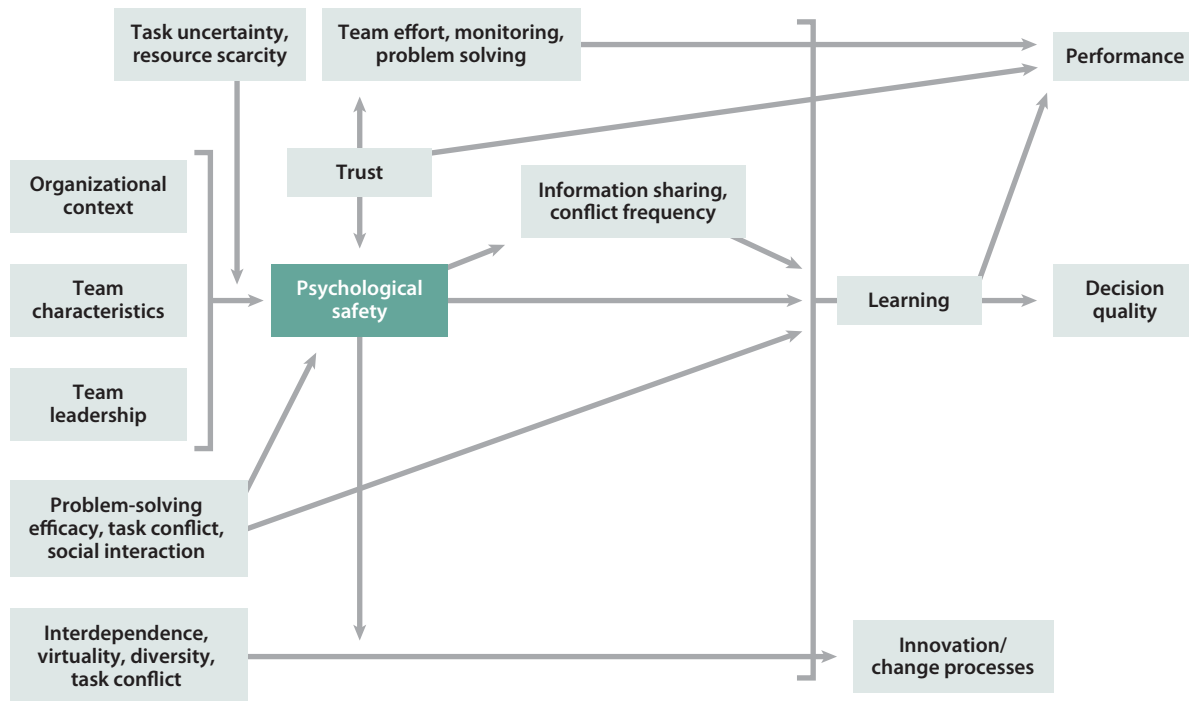 Task uncertainty,
resource scarcity
Team effort, monitoring,
problem solving
Performance
Trust
Organizational
context
Information sharing,
conflict frequency
Team
characteristics
Psychological
safety
Learning
Decision
quality
Team
leadership
Problem-solving
efficacy, task conflict,
social interaction
Interdependence,
virtuality, diversity,
task conflict
Innovation/
change processes